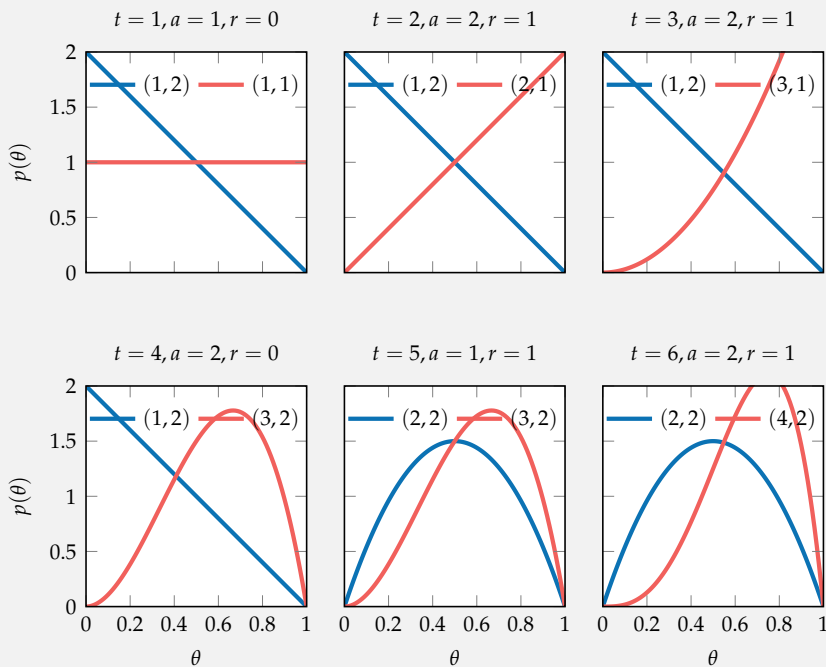 t = 1, a = 1, r = 0
t = 2, a = 2, r = 1
t = 3, a = 2, r = 1
p(θ)
2
1.5
1
0.5
0
(1, 2) (1, 1)
(1, 2) (2, 1)
(1, 2) (3, 1)
t = 4, a = 2, r = 0
t = 5, a = 1, r = 1
t = 6, a = 2, r = 1
p(θ)
2
1.5
1
0.5
0
(1, 2) (3, 2)
(2, 2) (3, 2)
(2, 2) (4, 2)
0 0.2 0.4 0.6 0.8 1
0 0.2 0.4 0.6 0.8 1
0 0.2 0.4 0.6 0.8 1
θ
θ
θ